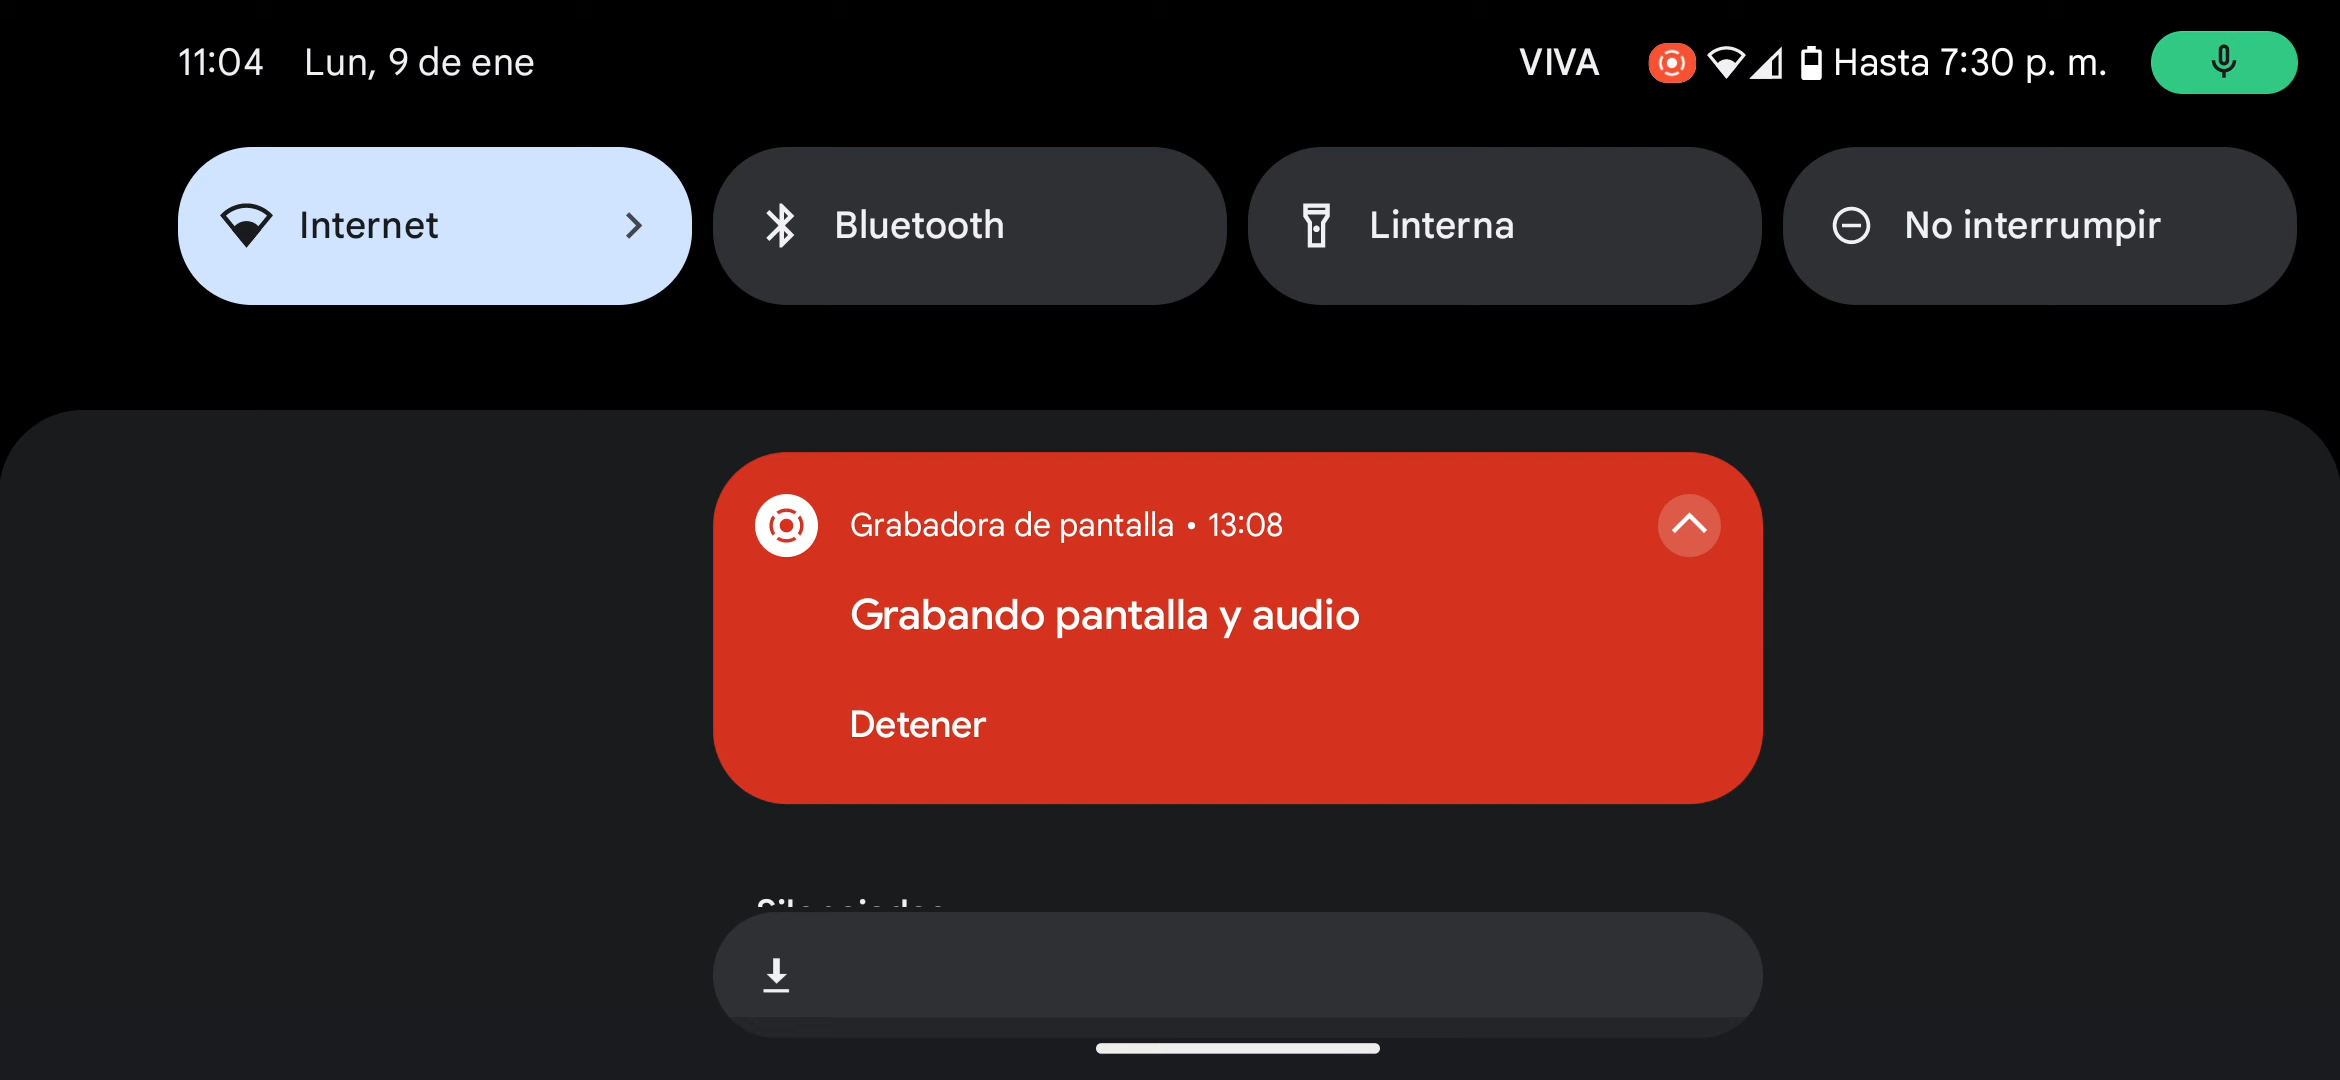 11:04 Lun, 9 de ene VIVA Hasta 7:30 p. m.
Internet Bluetooth Linterna No interrumpir
Grabadora de pantalla • 13:08
Grabando pantalla y audio
Detener